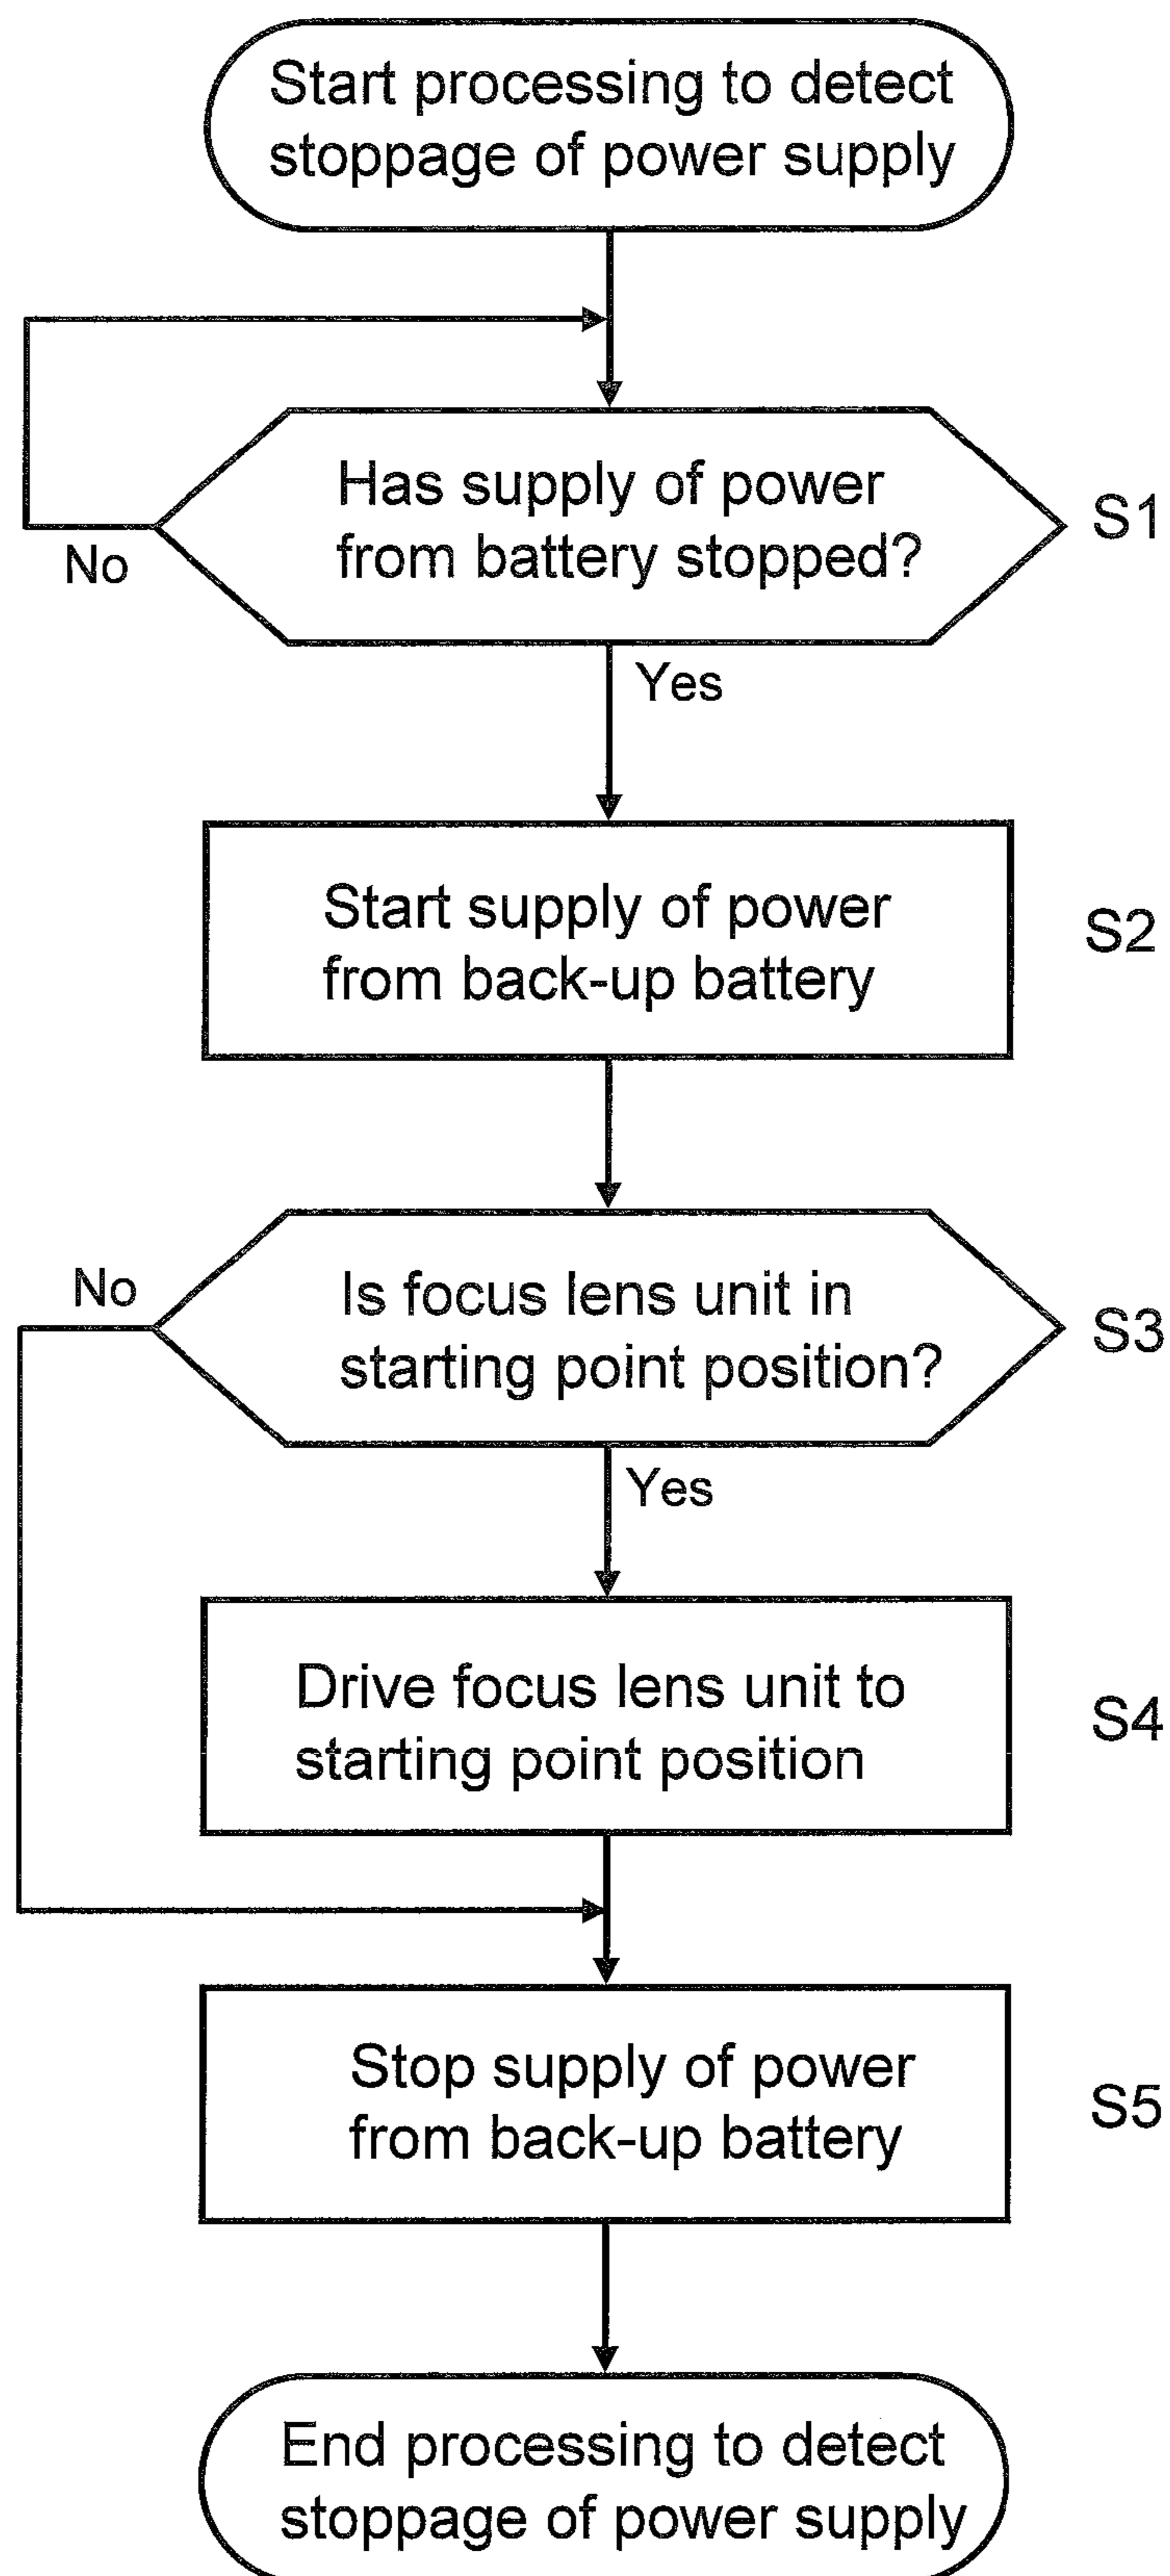 Start processing to detect
stoppage of power supply
Has supply of power
from battery stopped?
S1
No
Yes
Start supply of power
from back-up battery
S2
No
Is focus lens unit in
starting point position?
S3
Yes
Drive focus lens unit to
starting point position
S4
Stop supply of power
from back-up battery
S5
End processing to detect
stoppage of power supply